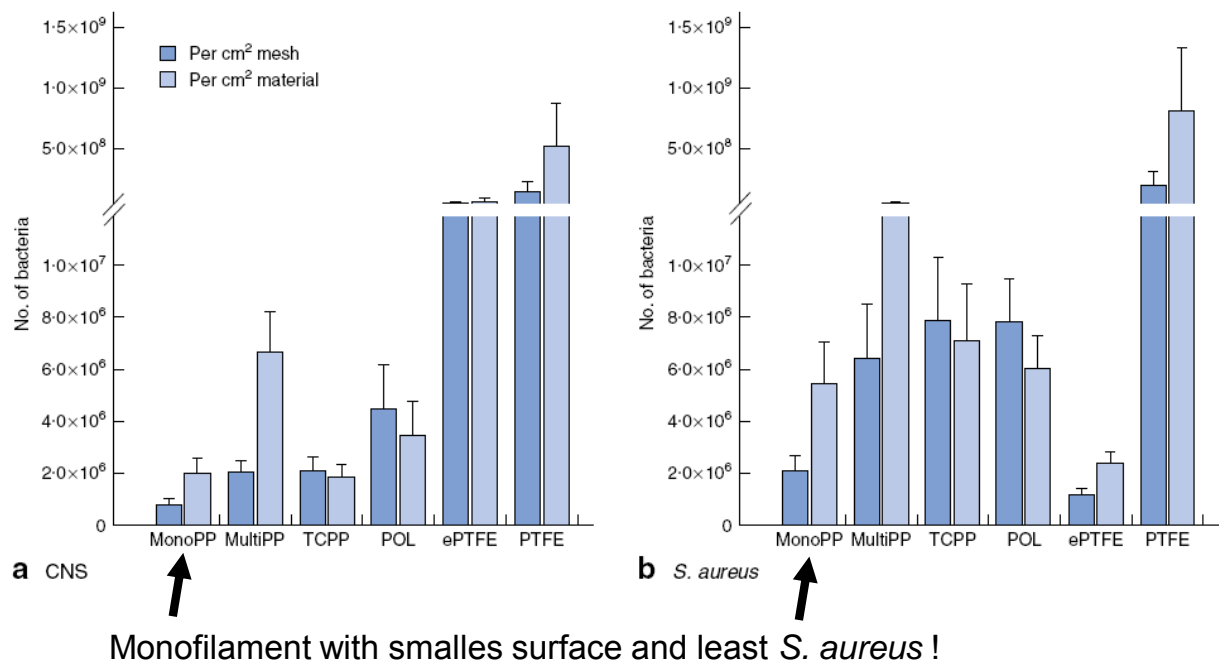 Per cm² mesh
Per cm² material
1·5×10⁹
1·0×10⁹
5·0×10⁸
1·0×10⁷
8·0×10⁶
6·0×10⁶
4·0×10⁶
2·0×10⁶
0
No. of bacteria
MonoPP MultiPP TCPP POL ePTFE PTFE
a CNS
1·5×10⁹
1·0×10⁹
5·0×10⁸
1·0×10⁷
8·0×10⁶
6·0×10⁶
4·0×10⁶
2·0×10⁶
0
No. of bacteria
MonoPP MultiPP TCPP POL ePTFE PTFE
b S. aureus
Monofilament with smalles surface and least S. aureus !